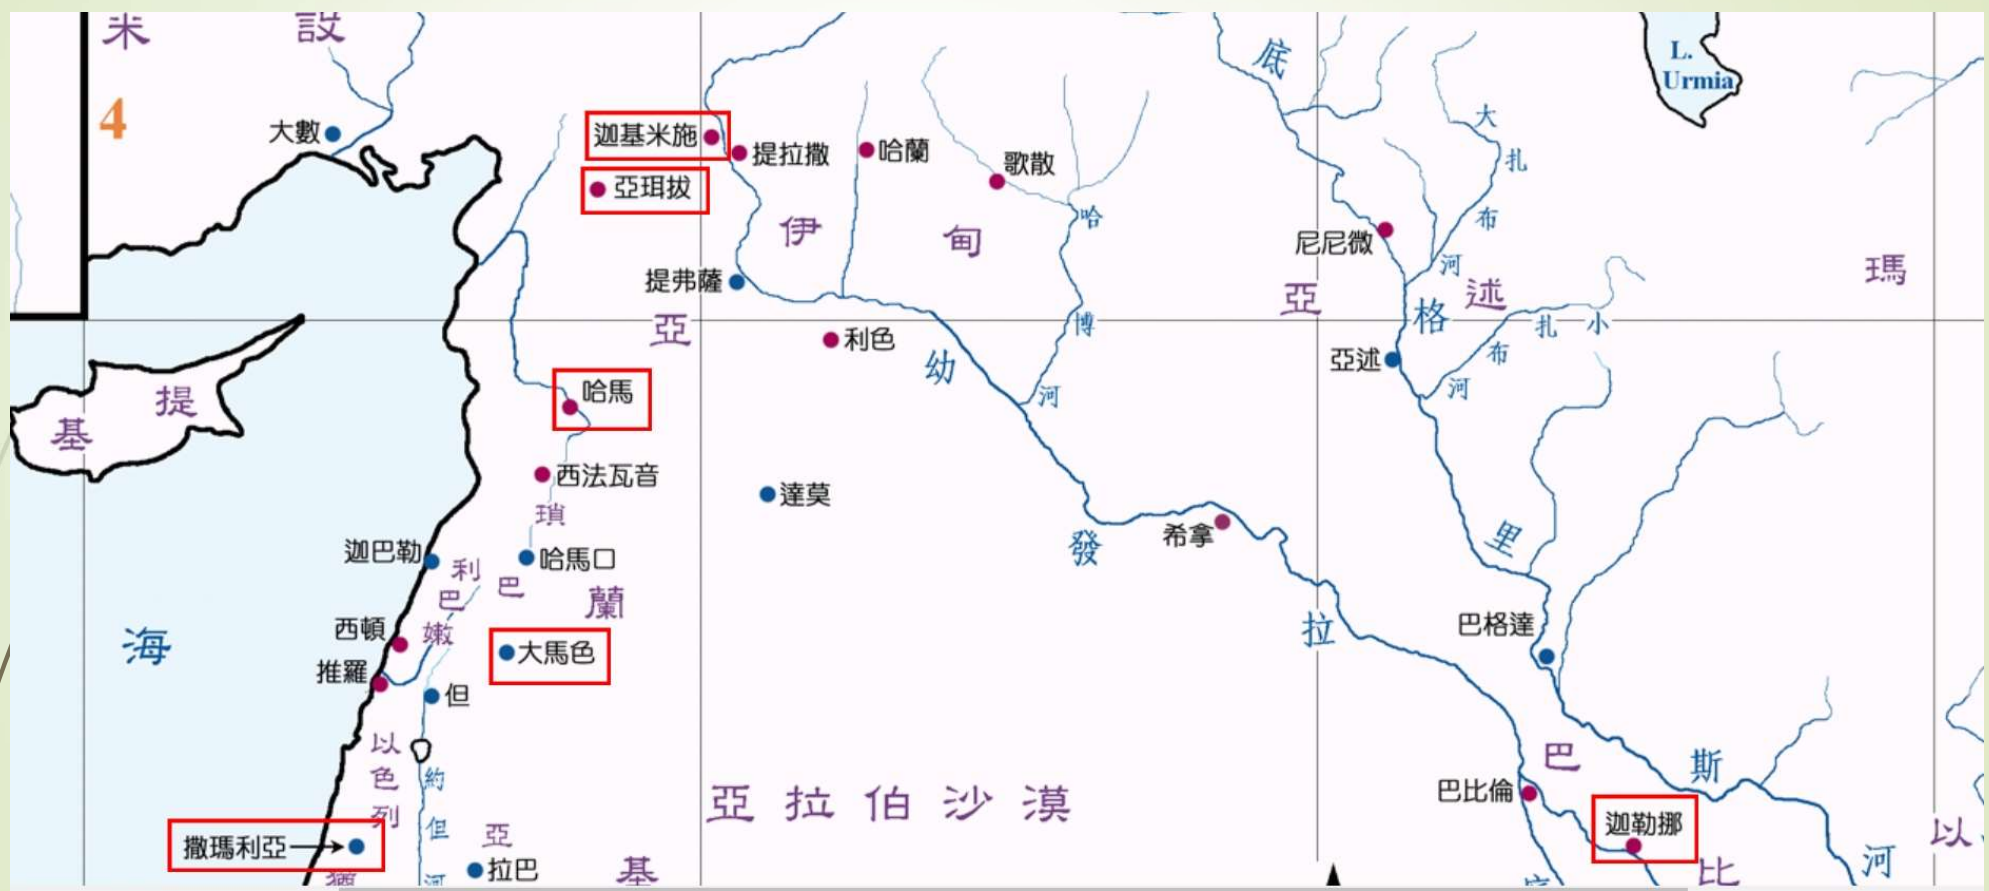 米設
4
底
L.
Urmia
大數
迦基米施
提拉撒
哈蘭
歌散
亞珥拔
大扎布河
哈博河
伊甸
尼尼微
亞述
瑪
提弗薩
亞
利色
幼發拉
格里斯河
小扎布河
亞述
提
基
哈馬
西法瓦音
達莫
瑣巴
希拿
迦巴勒
哈馬口
利巴嫩
蘭
海
西頓
大馬色
巴格達
推羅
但
以色列
約但河
巴比
亞拉伯沙漠
巴比倫
迦勒挪
以
撒瑪利亞
亞
拉巴
基